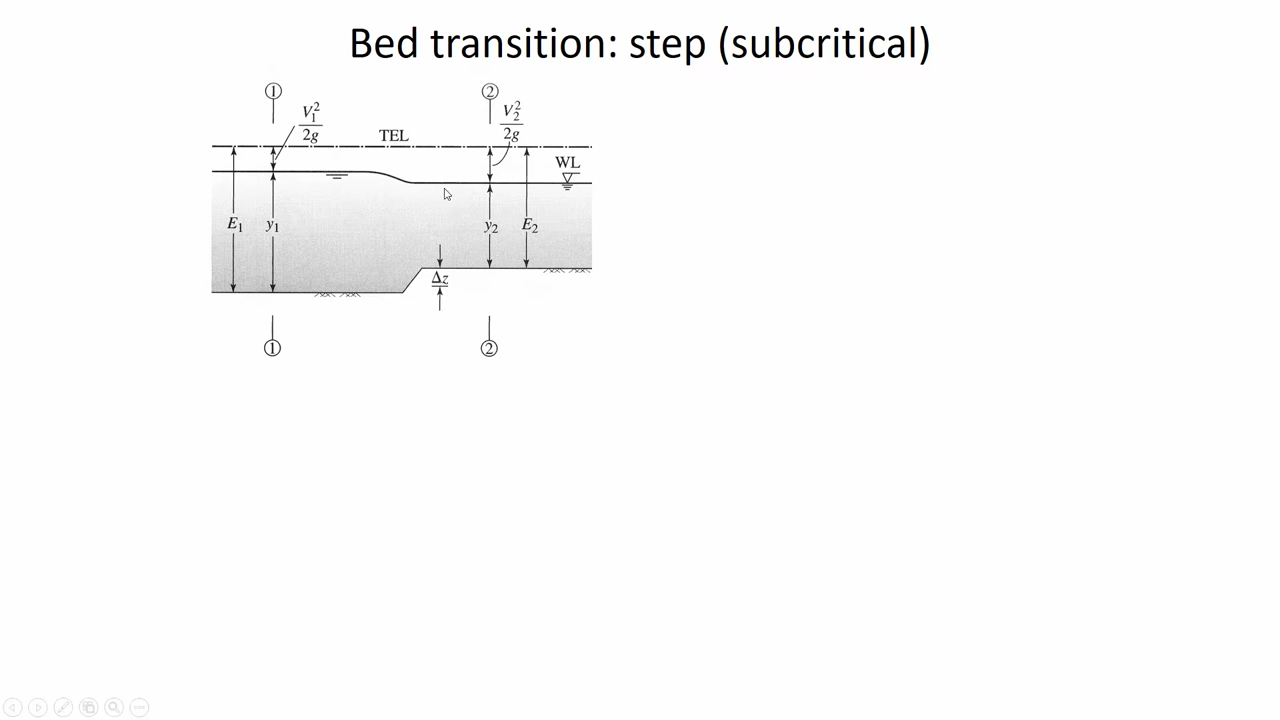 Bed transition: step (subcritical)
① ②
V₁²/2g V₂²/2g
TEL
WL
E₁ y₁ y₂ E₂
Δz
① ②